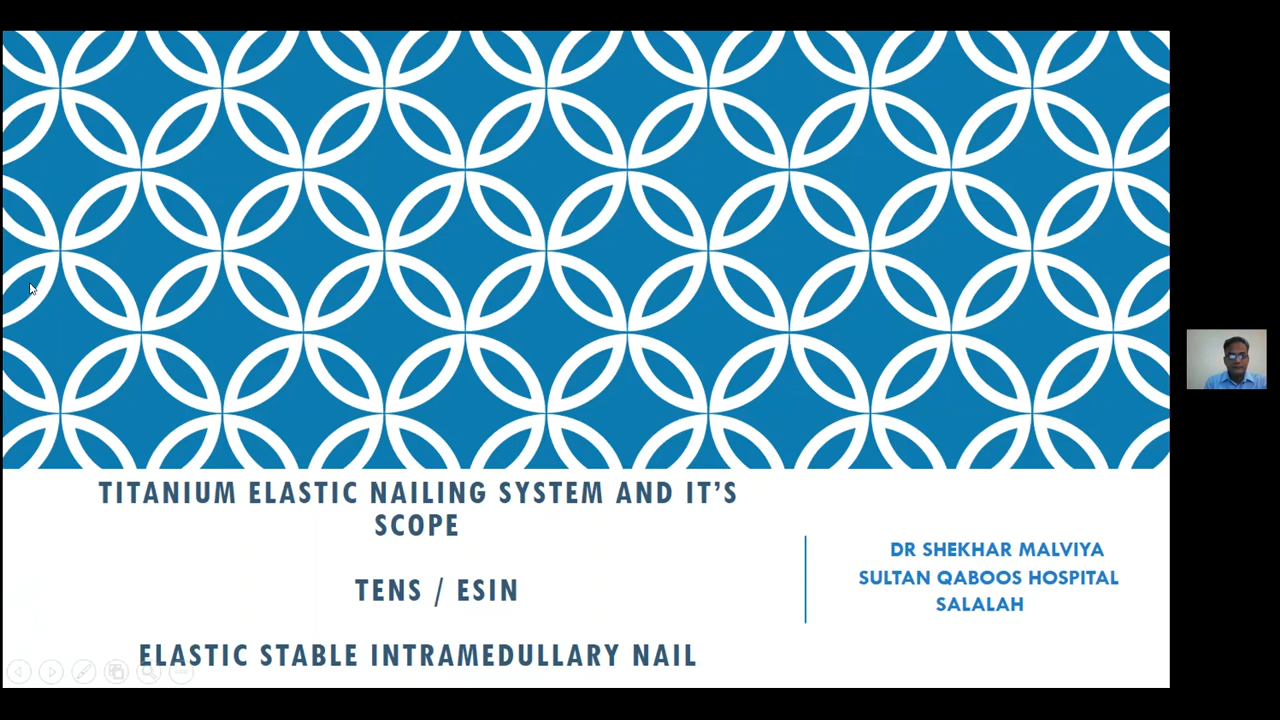 TITANIUM ELASTIC NAILING SYSTEM AND IT'S
SCOPE
TENS / ESIN
ELASTIC STABLE INTRAMEDULLARY NAIL
DR SHEKHAR MALVIYA
SULTAN QABOOS HOSPITAL
SALALAH